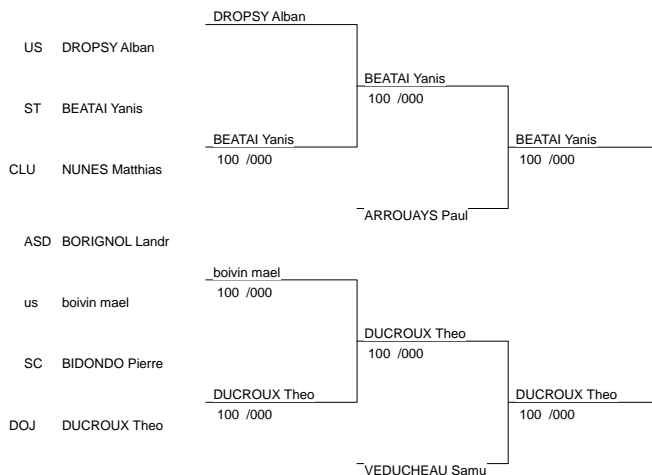 DROPSY Alban
US DROPSY Alban
BEATAI Yanis
100 /000
ST BEATAI Yanis
BEATAI Yanis
100 /000
BEATAI Yanis
100 /000
CLU NUNES Matthias
ARROUAYS Paul
ASD BORIGNOL Landr
boivin mael
100 /000
us boivin mael
DUCROUX Theo
100 /000
SC BIDONDO Pierre
DUCROUX Theo
100 /000
DUCROUX Theo
100 /000
DOJ DUCROUX Theo
VEDUCHEAU Samu